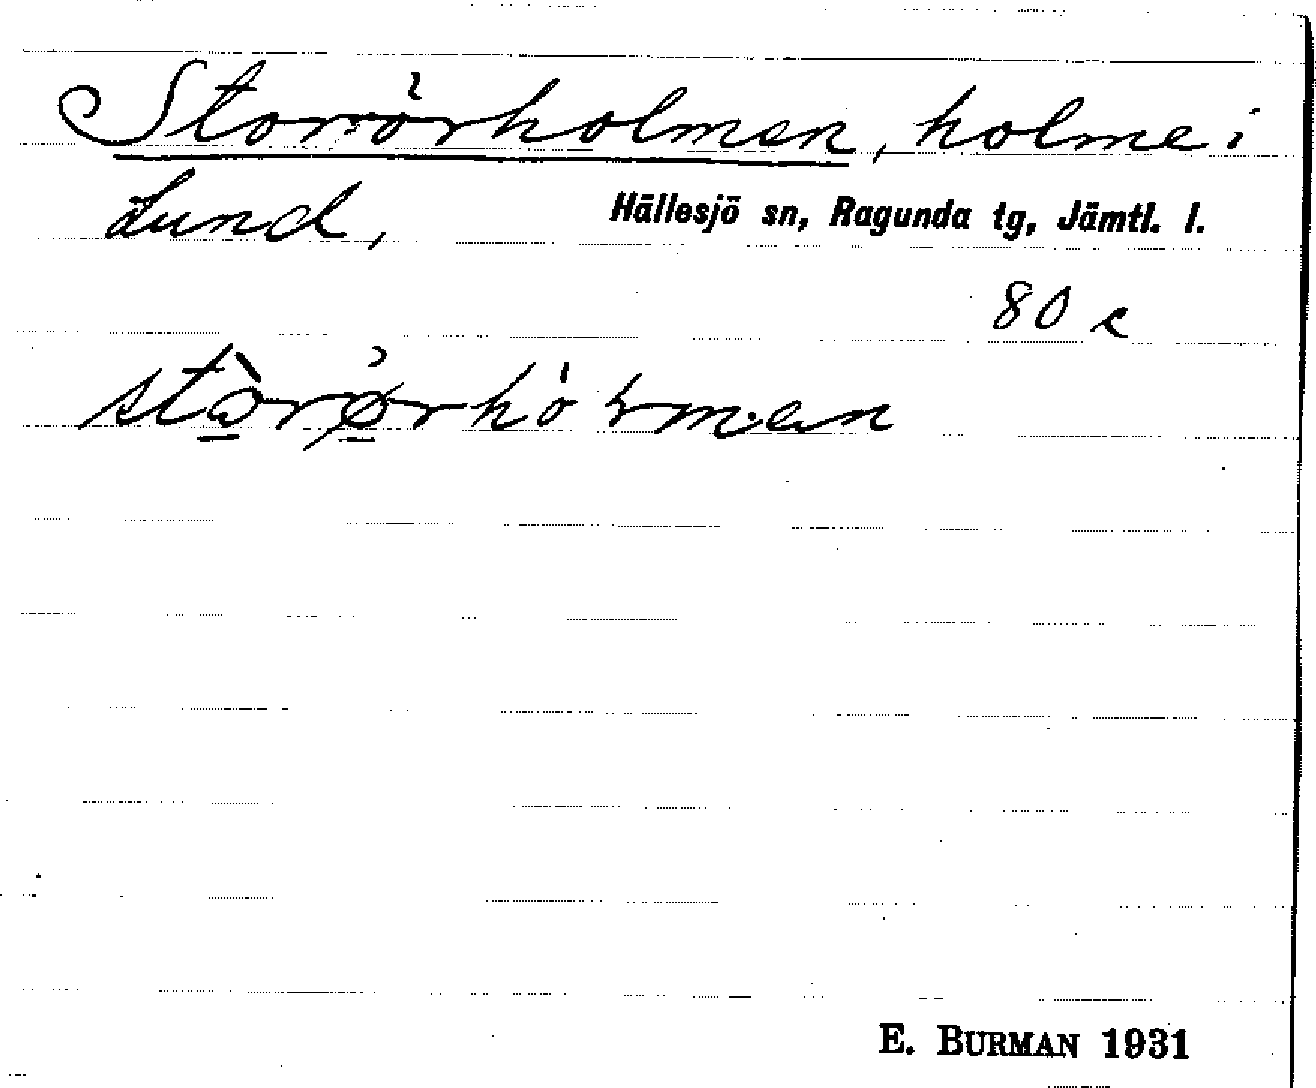 Storörholmen, holme i
Lund, Hällesjö sn, Ragunda tg, Jämtl. l.
80 c
E. BURMAN 1931